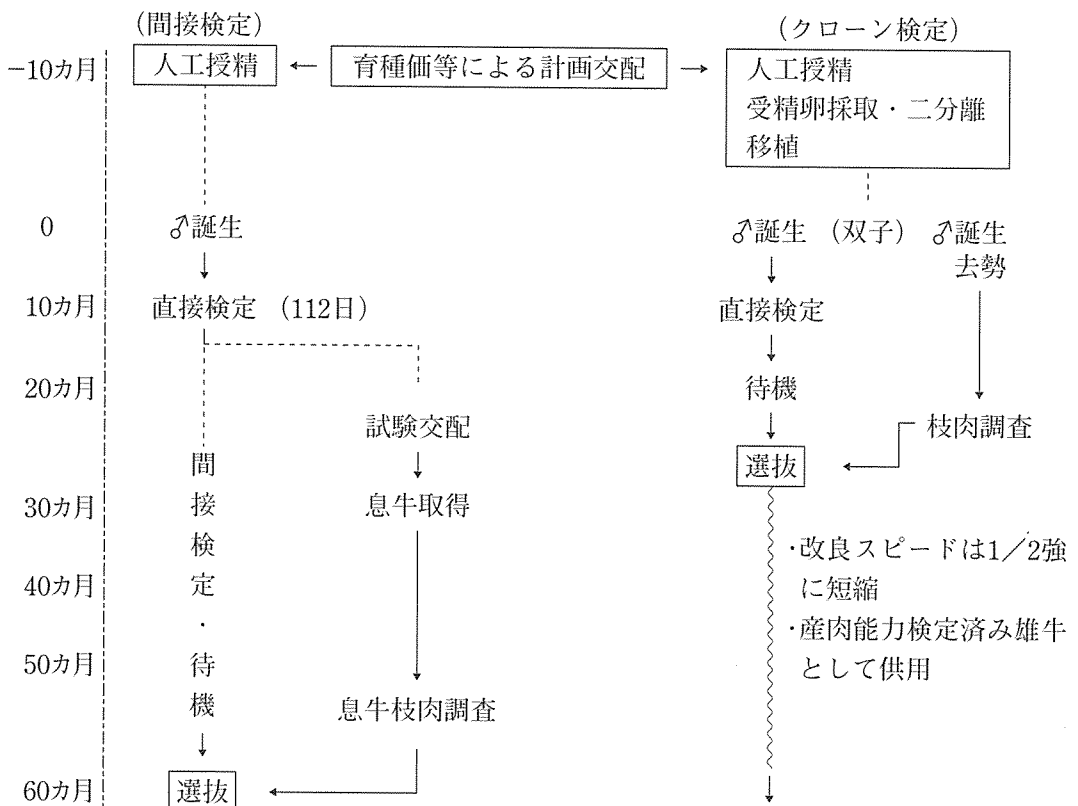 (間接検定)
(クローン検定)
-10カ月
人工授精
←
育種価等による計画交配
→
人工授精
受精卵採取・二分離
移植
0
♂誕生
♂誕生 (双子) ♂誕生
去勢
10カ月
直接検定 (112日)
直接検定
20カ月
待機
試験交配
枝肉調査
選抜
間接検定・待機
30カ月
息牛取得
・改良スピードは1/2強
に短縮
40カ月
・産肉能力検定済み雄牛
として供用
50カ月
息牛枝肉調査
60カ月
選抜